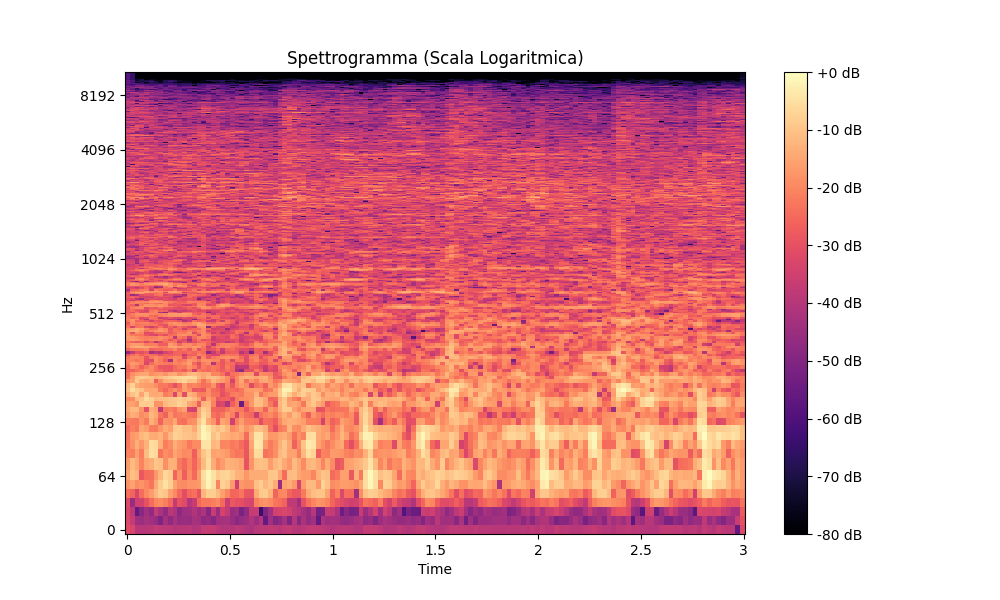 Spettrogramma (Scala Logaritmica)
Hz
8192
4096
2048
1024
512
256
128
64
0
0
0.5
1
1.5
2
2.5
3
Time
+0 dB
-10 dB
-20 dB
-30 dB
-40 dB
-50 dB
-60 dB
-70 dB
-80 dB